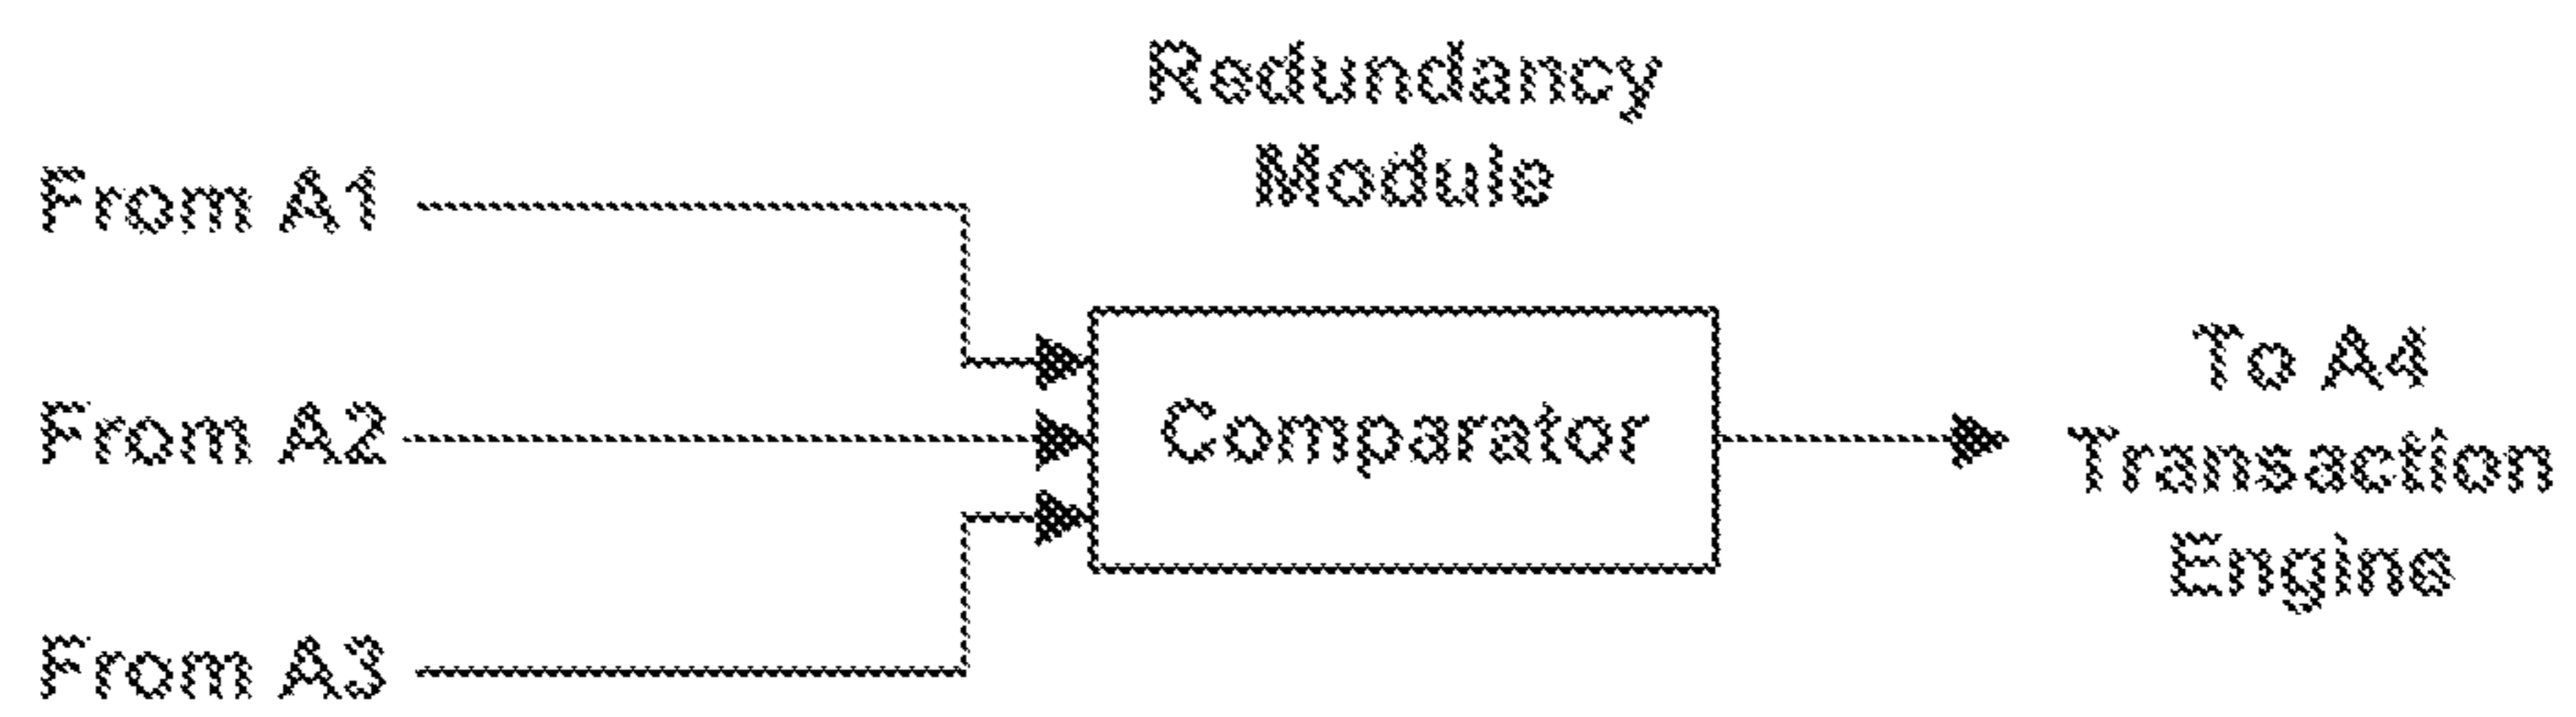 Redundancy
Module
From A1
From A2
From A3
Comparator
To A4
Transaction
Engine